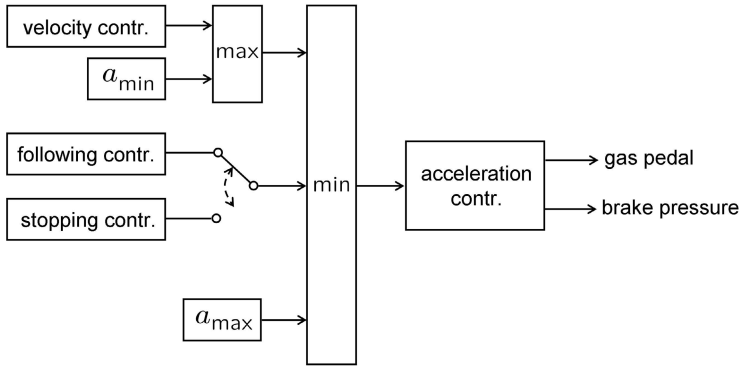 velocity contr.
max
a_min
following contr.
min
acceleration
contr.
gas pedal
brake pressure
stopping contr.
a_max